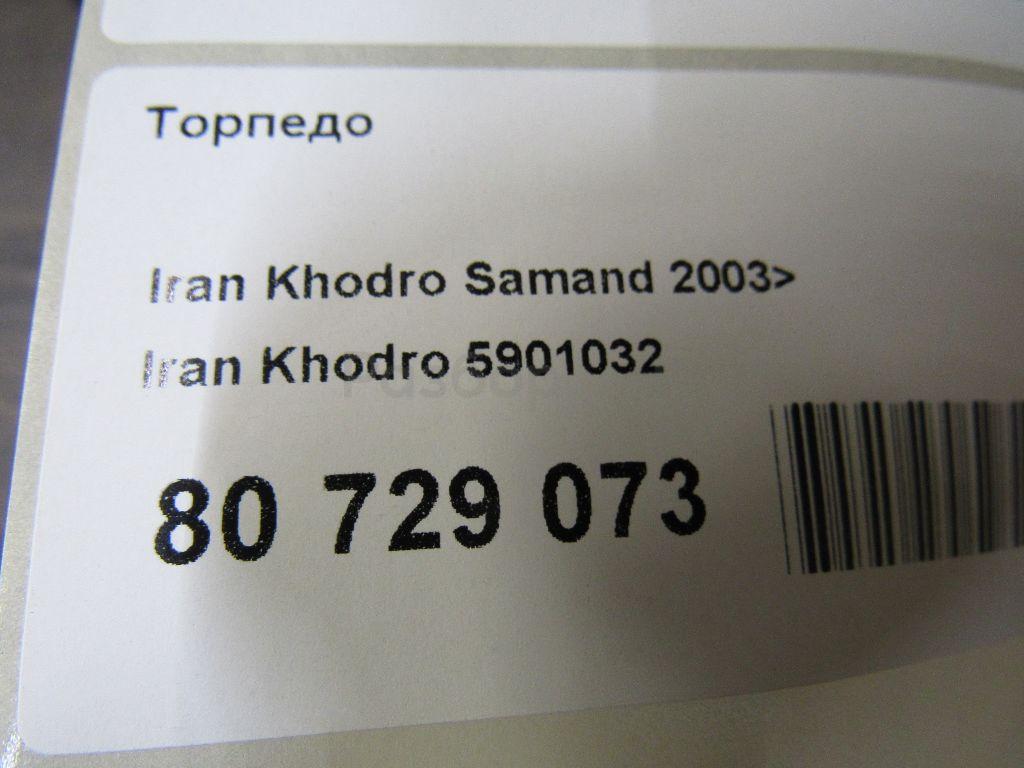 Торпедо
Iran Khodro Samand 2003>
Iran Khodro 5901032
80 729 073